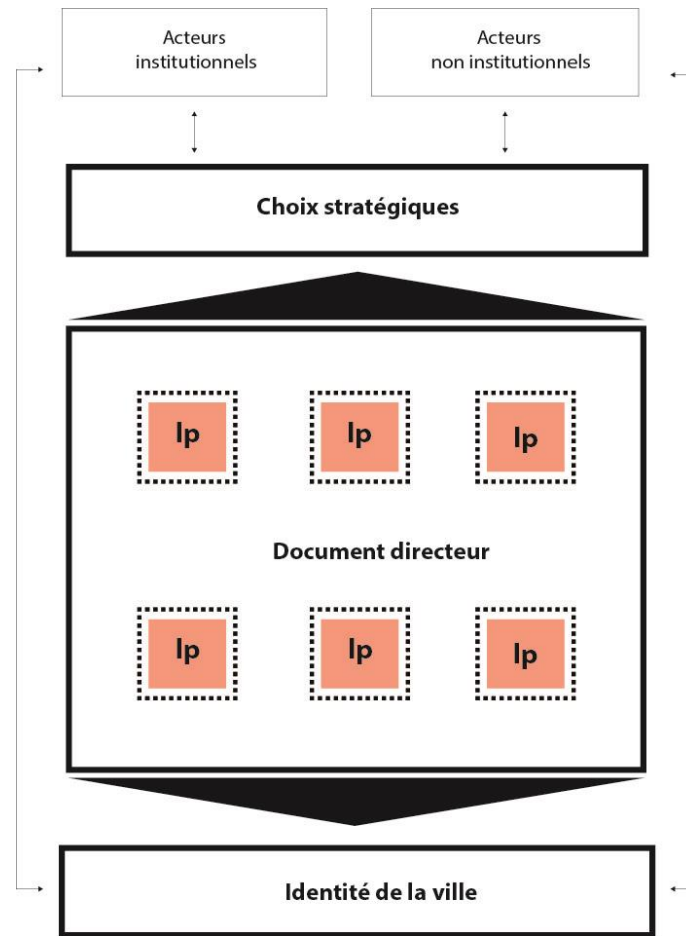 Acteurs
institutionnels
Acteurs
non institutionnels
Choix stratégiques
Ip
Ip
Ip
Document directeur
Ip
Ip
Ip
Identité de la ville